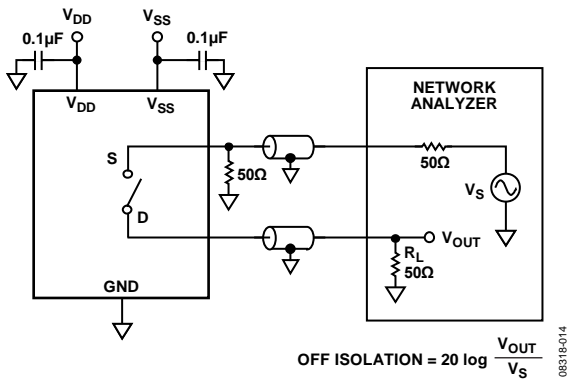 VDD
VSS
0.1µF
0.1µF
VDD
VSS
NETWORK
ANALYZER
S
50Ω
50Ω
VS
D
VOUT
RL
50Ω
GND
OFF ISOLATION = 20 log VOUT
VS
08318-014